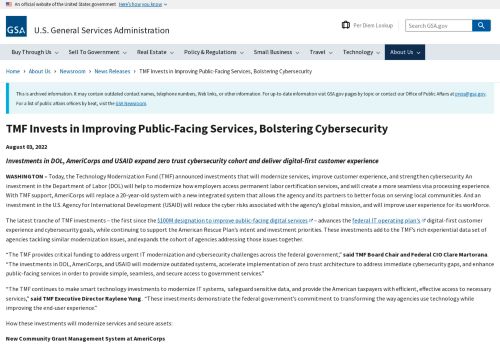 An official website of the United States government Here's how you know
GSA U.S. General Services Administration
Per Diem Lookup
Search GSA.gov
Buy Through Us Sell To Government Real Estate Policy & Regulations Small Business Travel Technology About Us
Home › About Us › Newsroom › News Releases › TMF Invests in Improving Public-Facing Services, Bolstering Cybersecurity
This is archived information. It may contain outdated contact names, telephone numbers, Web links, or other information. For up-to-date information visit GSA.gov pages by topic or contact our Office of Public Affairs at press@gsa.gov.
For a list of public affairs officers by beat, visit the GSA Newsroom.
TMF Invests in Improving Public-Facing Services, Bolstering Cybersecurity
August 03, 2022
Investments in DOL, AmeriCorps and USAID expand zero trust cybersecurity cohort and deliver digital-first customer experience
WASHINGTON – Today, the Technology Modernization Fund (TMF) announced investments that will modernize services, improve customer experience, and strengthen cybersecurity An
investment in the Department of Labor (DOL) will help to modernize how employers access permanent labor certification services, and will create a more seamless visa processing experience.
With TMF support, AmeriCorps will replace a 20-year-old system with a new integrated system that allows the agency and its partners to better focus on serving local communities. And an
investment in the U.S. Agency for International Development (USAID) will reduce the cyber risks associated with the agency's global mission, and will improve user experience for its workforce.
The latest tranche of TMF investments – the first since the $100M designation to improve public-facing digital services – advances the federal IT operating plan's digital-first customer
experience and cybersecurity goals, while continuing to support the American Rescue Plan's intent and investment priorities. These investments add to the TMF's rich experiential data set of
agencies tackling similar modernization issues, and expands the cohort of agencies addressing those issues together.
"The TMF provides critical funding to address urgent IT modernization and cybersecurity challenges across the federal government," said TMF Board Chair and Federal CIO Clare Martorana.
"The investments in DOL, AmeriCorps, and USAID will modernize outdated systems, accelerate implementation of zero trust architecture to address immediate cybersecurity gaps, and enhance
public-facing services in order to provide simple, seamless, and secure access to government services."
"The TMF continues to make smart technology investments to modernize IT systems, safeguard sensitive data, and provide the American taxpayers with efficient, effective access to necessary
services," said TMF Executive Director Raylene Yung. "These investments demonstrate the federal government's commitment to transforming the way agencies use technology while
improving the end-user experience."
How these investments will modernize and secure assets:
New Community Grant Management System at AmeriCorps